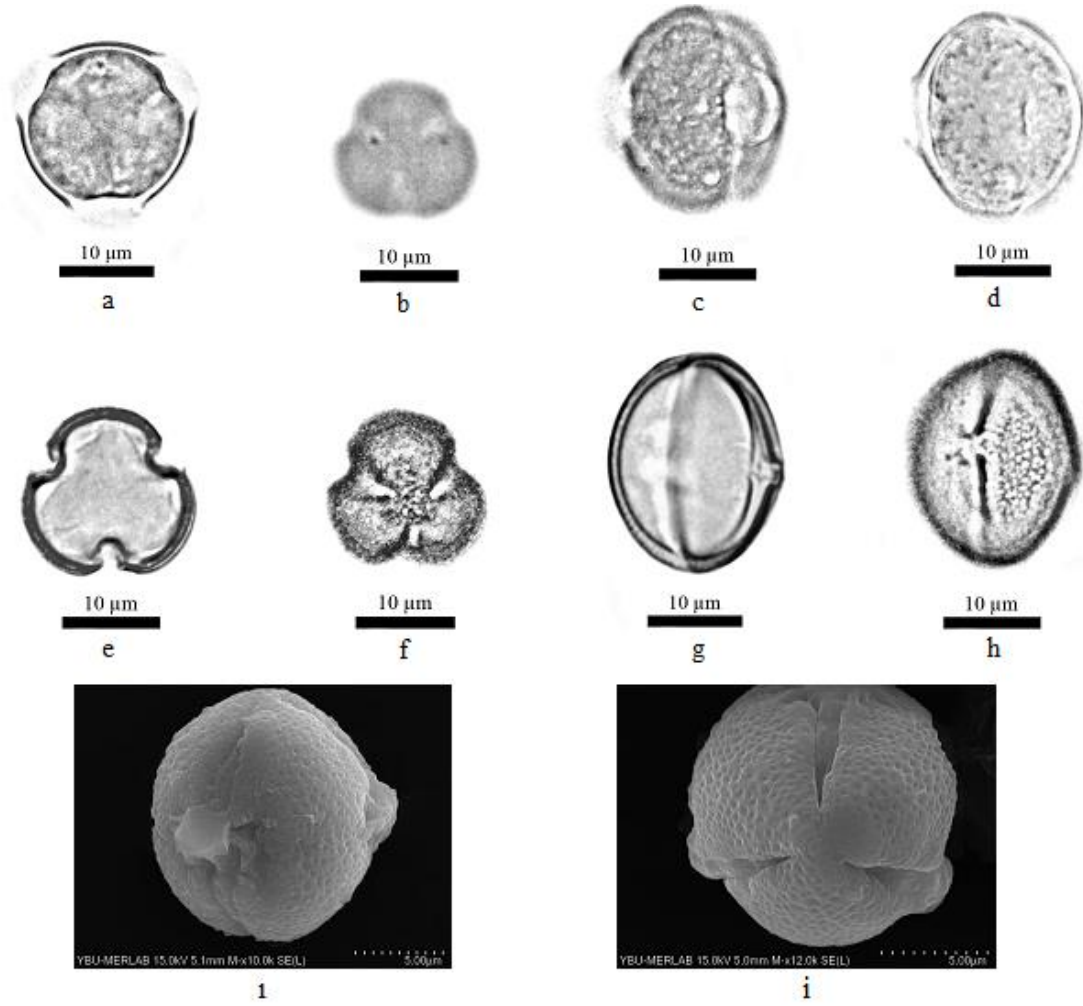 10 µm 10 µm 10 µm 10 µm
a b c d
10 µm 10 µm 10 µm 10 µm
e f g h
YBU-MERLAB 15.0kV 5.1mm M-x10.0k SE(L) 5.00µm
YBU-MERLAB 15.0kV 5.0mm M-x12.0k SE(L) 5.00µm
ı i